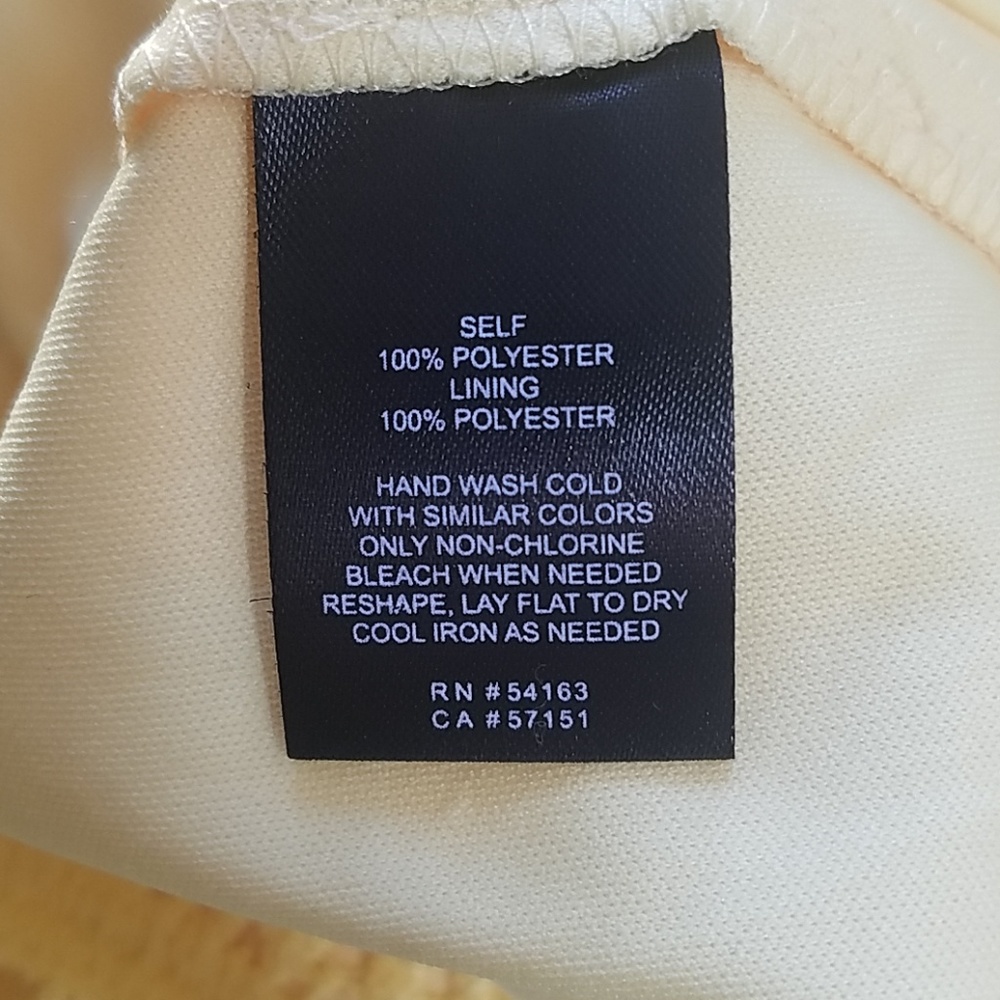 SELF
100% POLYESTER
LINING
100% POLYESTER
HAND WASH COLD
WITH SIMILAR COLORS
ONLY NON-CHLORINE
BLEACH WHEN NEEDED
RESHAPE, LAY FLAT TO DRY
COOL IRON AS NEEDED
RN #54163
CA #57151